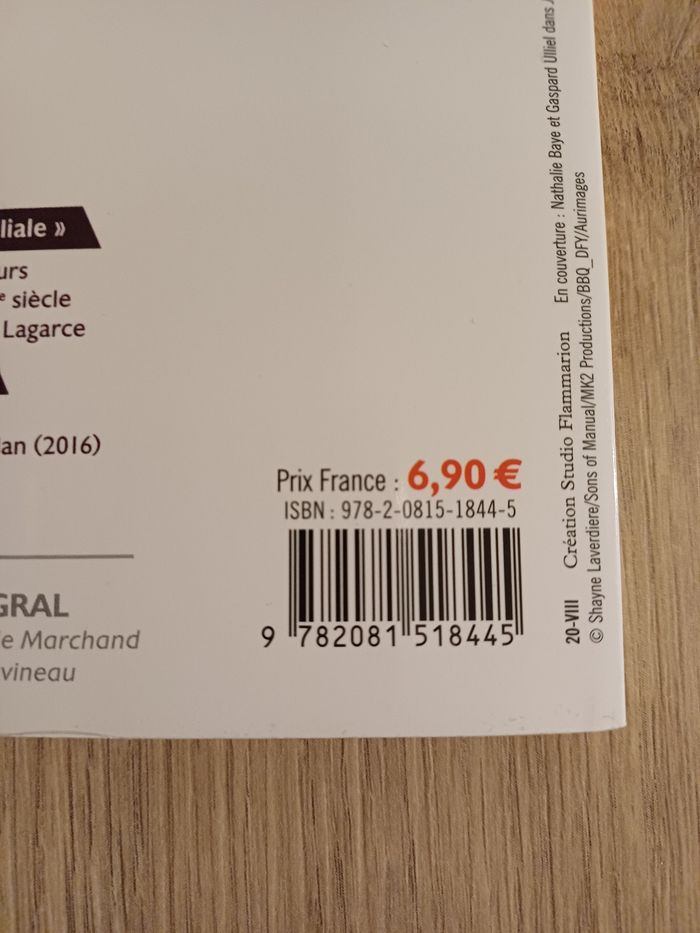 liale »
urs
e siècle
Lagarce
an (2016)
Prix France : 6,90 €
ISBN : 978-2-0815-1844-5
9 782081 518445
GRAL
e Marchand
vineau
20-VIII Création Studio Flammarion En couverture : Nathalie Baye et Gaspard Ulliel dans
© Shayne Laverdiere/Sons of Manual/MK2 Productions/BBQ_DFY/Aurimages